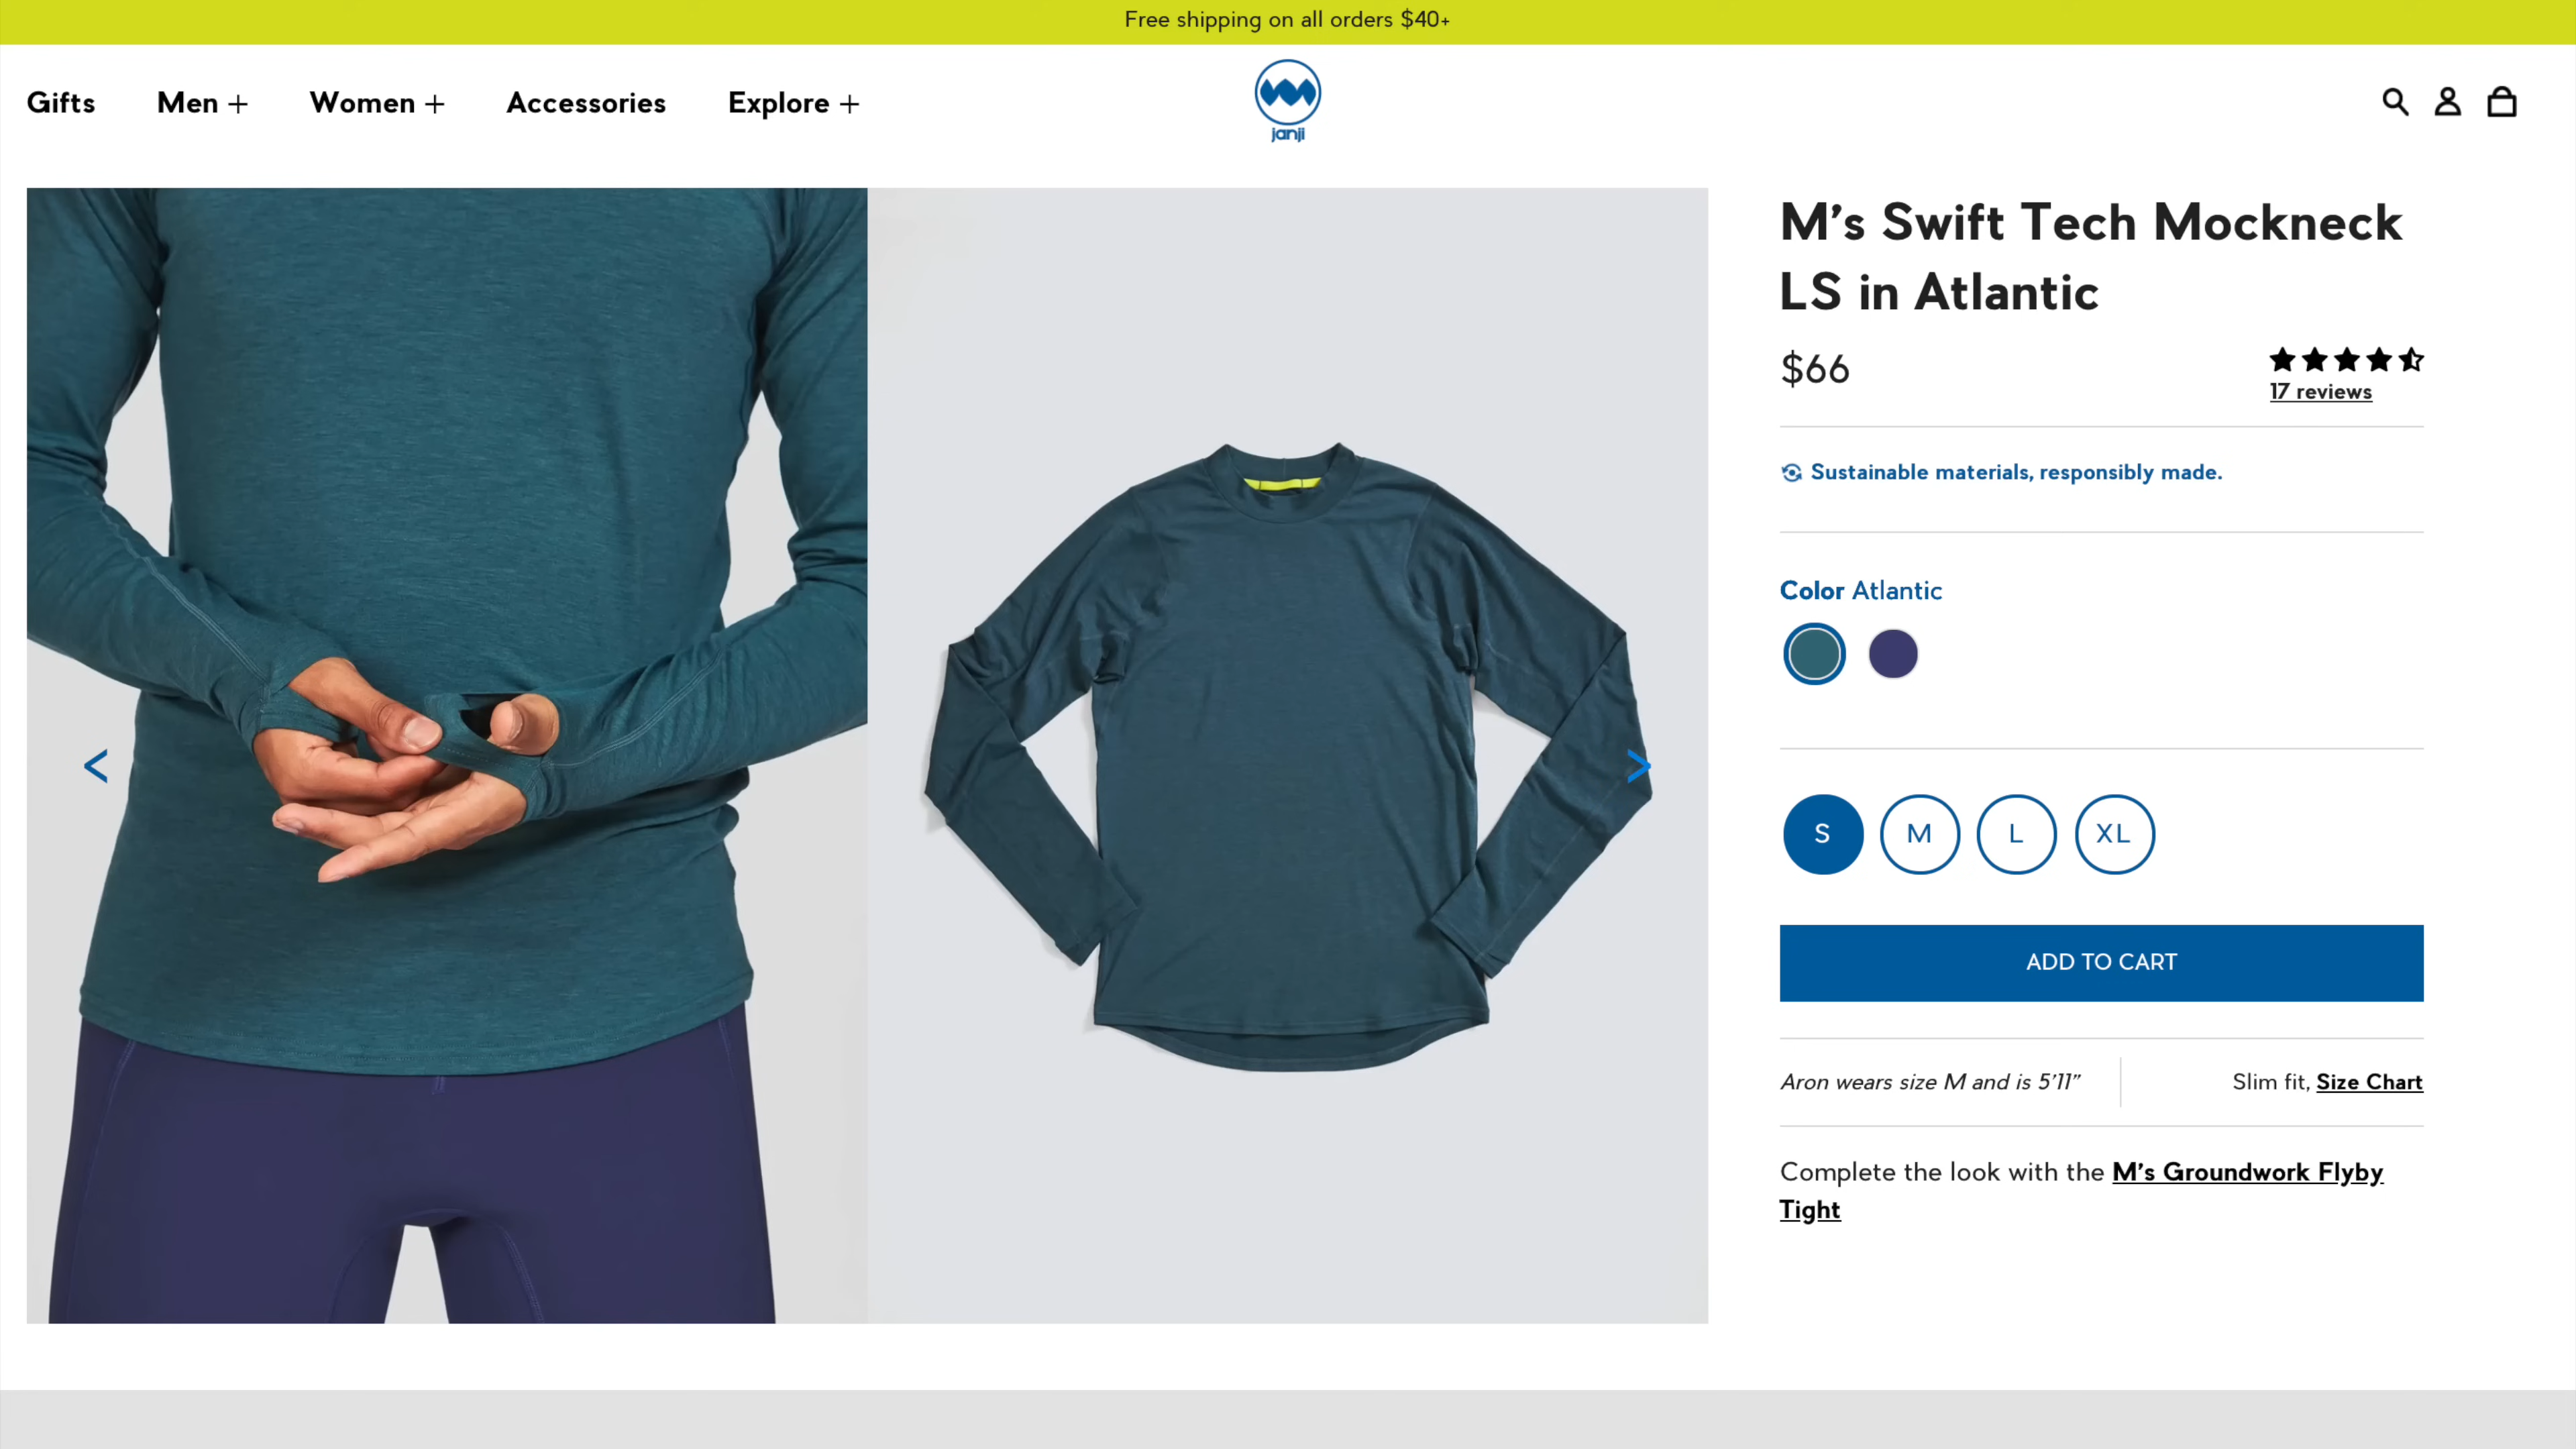 Free shipping on all orders $40+
Gifts
Men +
Women +
Accessories
Explore +
janji
M’s Swift Tech Mockneck
LS in Atlantic
$66
17 reviews
Sustainable materials, responsibly made.
Color Atlantic
S
M
L
XL
ADD TO CART
Aron wears size M and is 5’11”
Slim fit, Size Chart
Complete the look with the M’s Groundwork Flyby
Tight